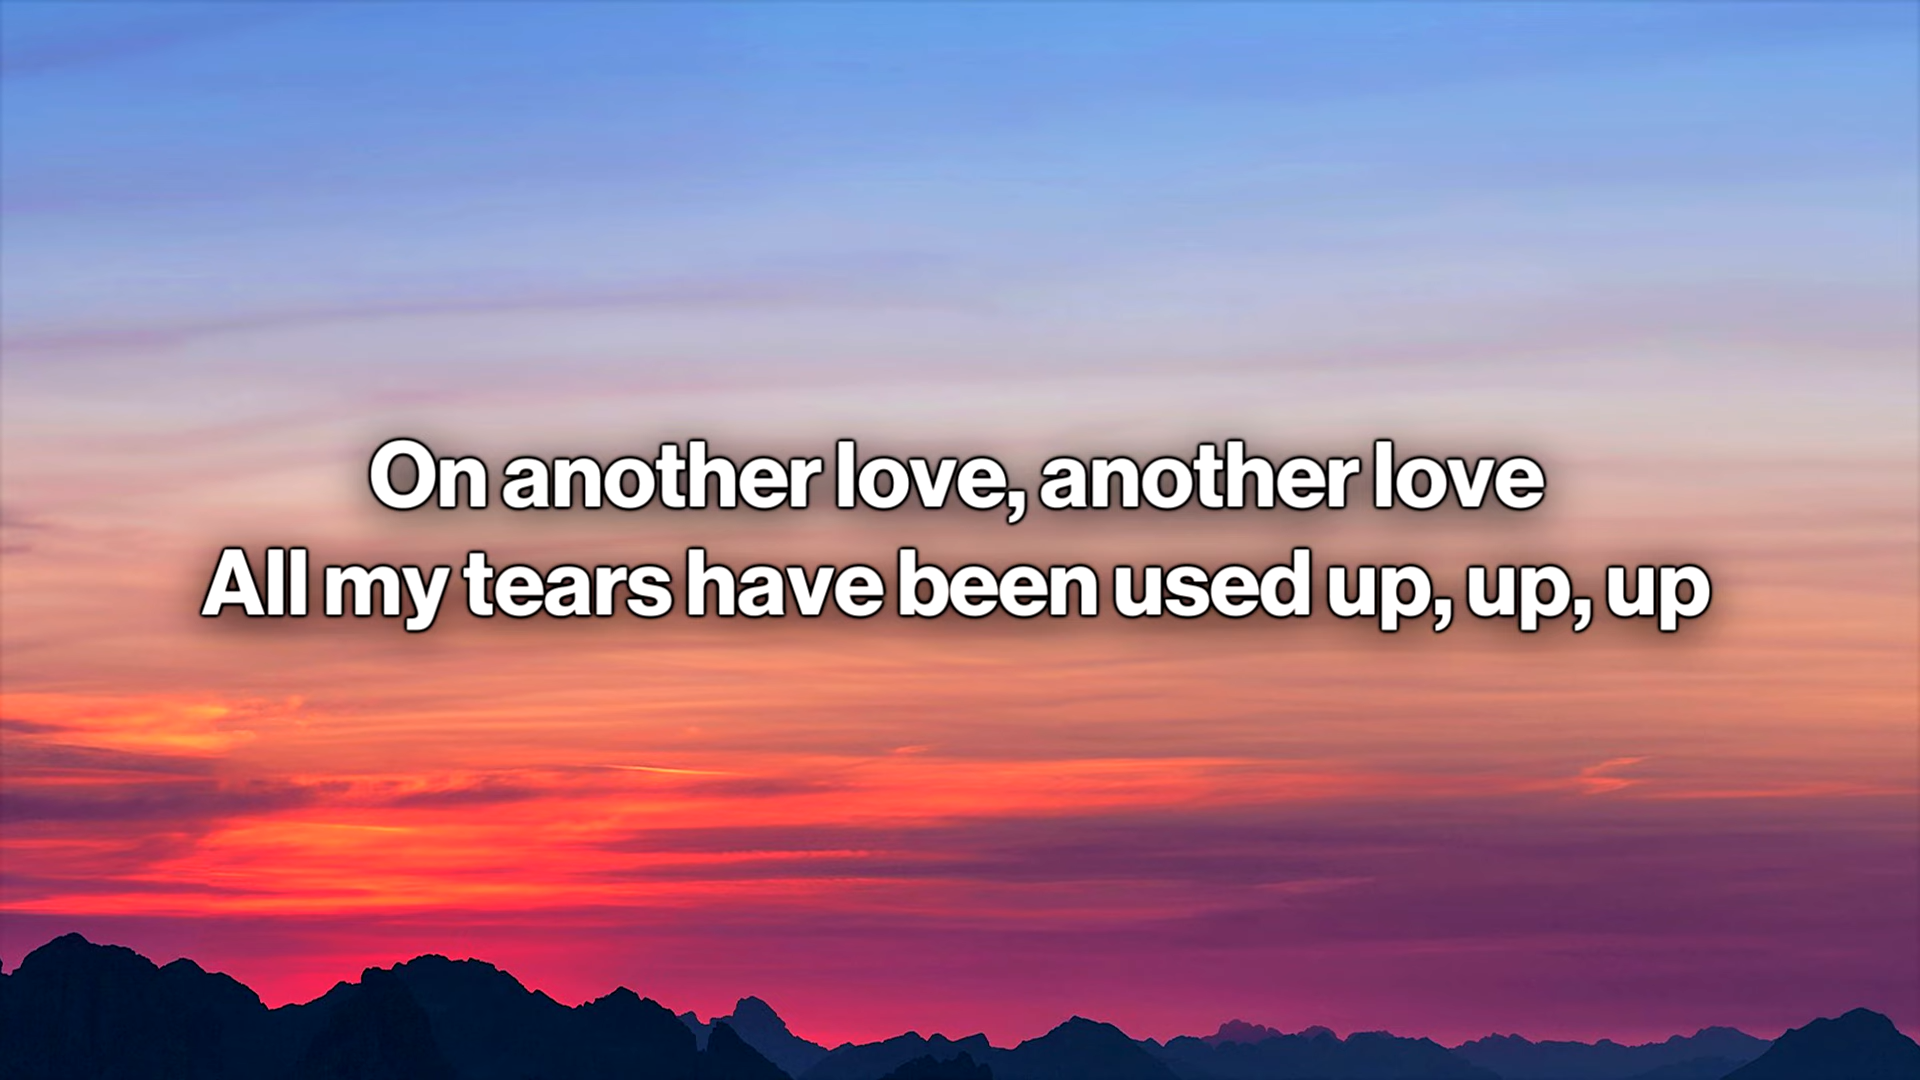 On another love, another love
All my tears have been used up, up, up